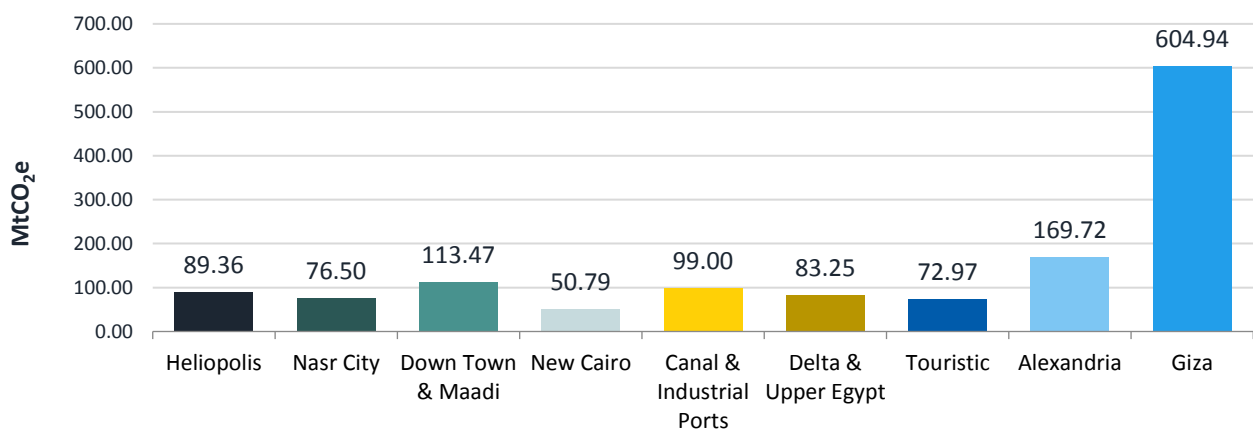 700.00
600.00
500.00
400.00
300.00
200.00
100.00
0.00
MtCO₂e
89.36
76.50
113.47
50.79
99.00
83.25
72.97
169.72
604.94
Heliopolis
Nasr City
Down Town
& Maadi
New Cairo
Canal &
Industrial
Ports
Delta &
Upper Egypt
Touristic
Alexandria
Giza